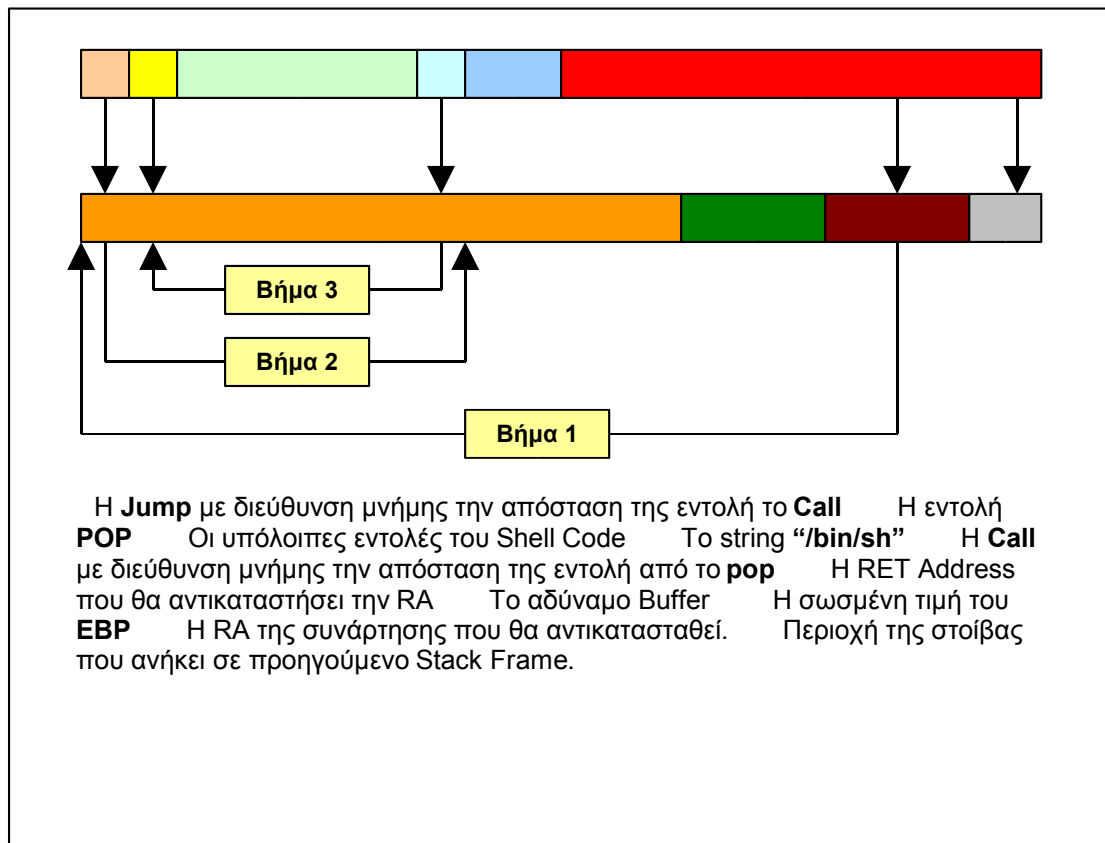 Βήμα 3
Βήμα 2
Βήμα 1
Η Jump με διεύθυνση μνήμης την απόσταση της εντολή το Call Η εντολή
POP Οι υπόλοιπες εντολές του Shell Code Το string “/bin/sh” Η Call
με διεύθυνση μνήμης την απόσταση της εντολή από το pop Η RET Address
που θα αντικαταστήσει την RA Το αδύναμο Buffer Η σωσμένη τιμή του
EBP Η RA της συνάρτησης που θα αντικατασταθεί. Περιοχή της στοίβας
που ανήκει σε προηγούμενο Stack Frame.